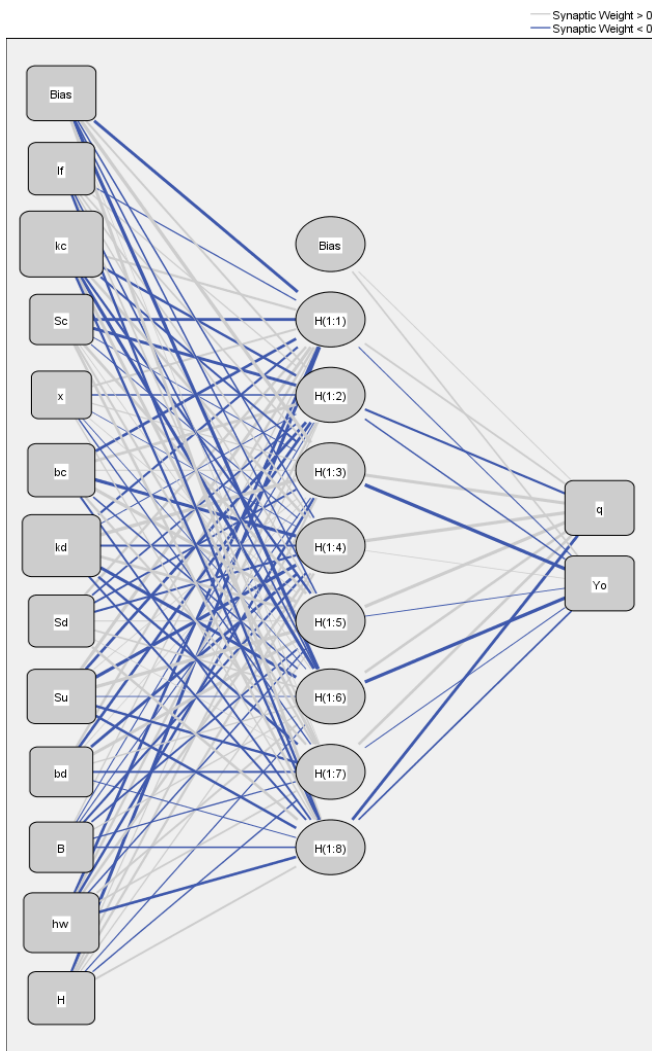 Synaptic Weight > 0
Synaptic Weight < 0
Bias
If
kc
Sc
x
bc
kd
Sd
Su
bd
B
hw
H
Bias
H(1:1)
H(1:2)
H(1:3)
H(1:4)
H(1:5)
H(1:6)
H(1:7)
H(1:8)
q
Yo